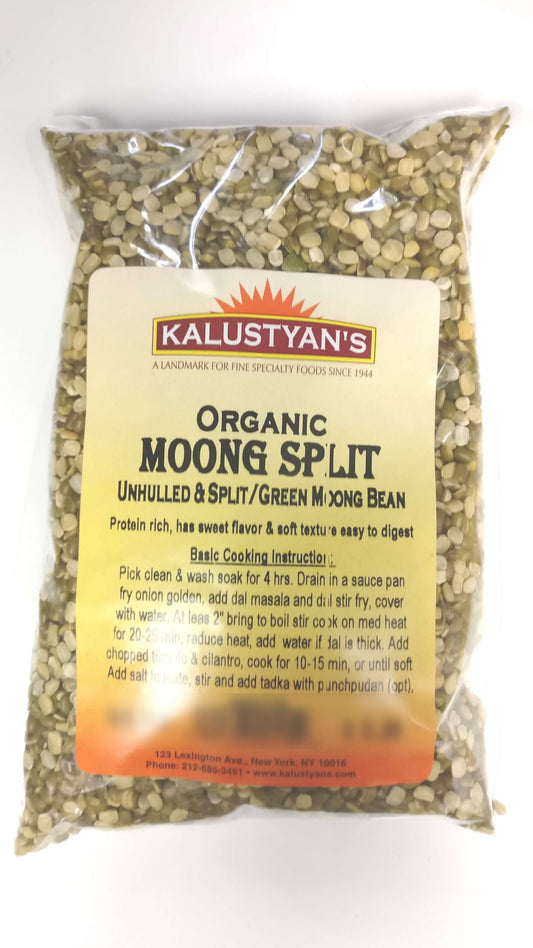 KALUSTYAN'S
A LANDMARK FOR FINE SPECIALTY FOODS SINCE 1944
ORGANIC
MOONG SPLIT
UNHULLED & SPLIT/GREEN MOONG BEAN
Protein rich, has sweet flavor & soft texture easy to digest
Basic Cooking Instruction:
Pick clean & wash soak for 4 hrs. Drain in a sauce pan
fry onion golden, add dal masala and dal stir fry, cover
with water. At leas 2" bring to boil stir cook on med heat
for 20-25 min, reduce heat, add water if dal is thick. Add
chopped tomato & cilantro, cook for 10-15 min, or until soft
Add salt to taste, stir and add tadka with punchpudan (opt).
123 Lexington Ave., New York, NY 10016
Phone: 212-685-3451 • www.kalustyans.com